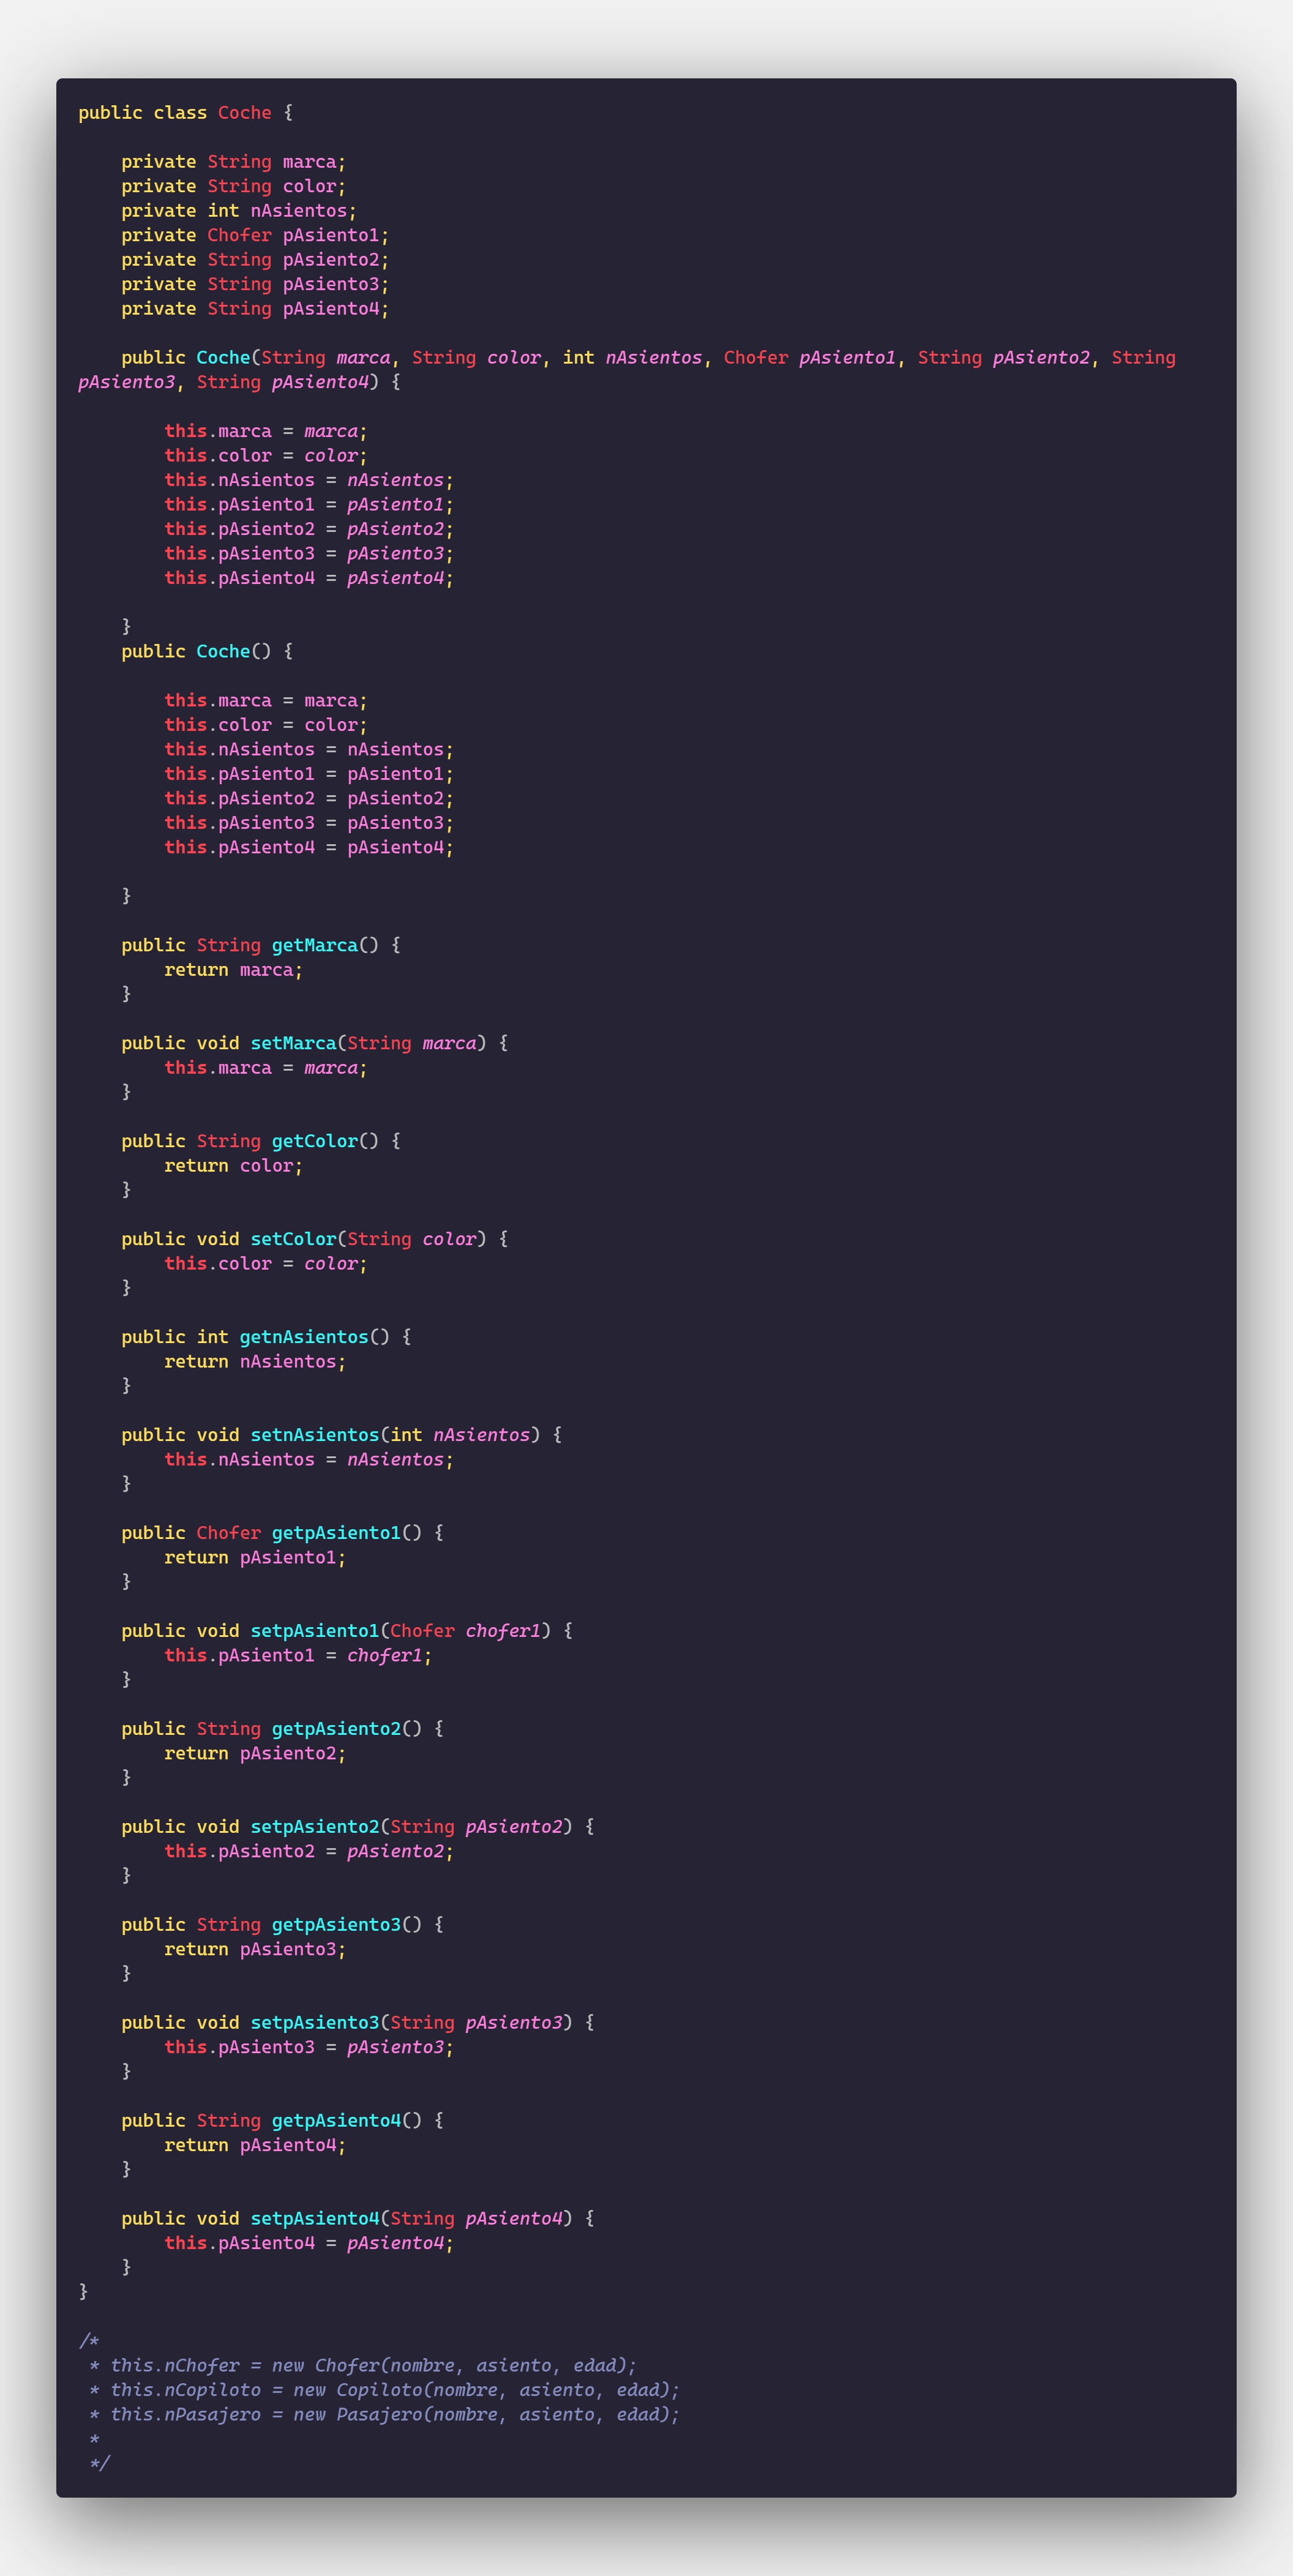 public class Coche {

    private String marca;
    private String color;
    private int nAsientos;
    private Chofer pAsiento1;
    private String pAsiento2;
    private String pAsiento3;
    private String pAsiento4;

    public Coche(String marca, String color, int nAsientos, Chofer pAsiento1, String pAsiento2, String
pAsiento3, String pAsiento4) {

        this.marca = marca;
        this.color = color;
        this.nAsientos = nAsientos;
        this.pAsiento1 = pAsiento1;
        this.pAsiento2 = pAsiento2;
        this.pAsiento3 = pAsiento3;
        this.pAsiento4 = pAsiento4;

    }
    public Coche() {

        this.marca = marca;
        this.color = color;
        this.nAsientos = nAsientos;
        this.pAsiento1 = pAsiento1;
        this.pAsiento2 = pAsiento2;
        this.pAsiento3 = pAsiento3;
        this.pAsiento4 = pAsiento4;

    }

    public String getMarca() {
        return marca;
    }

    public void setMarca(String marca) {
        this.marca = marca;
    }

    public String getColor() {
        return color;
    }

    public void setColor(String color) {
        this.color = color;
    }

    public int getnAsientos() {
        return nAsientos;
    }

    public void setnAsientos(int nAsientos) {
        this.nAsientos = nAsientos;
    }

    public Chofer getpAsiento1() {
        return pAsiento1;
    }

    public void setpAsiento1(Chofer chofer1) {
        this.pAsiento1 = chofer1;
    }

    public String getpAsiento2() {
        return pAsiento2;
    }

    public void setpAsiento2(String pAsiento2) {
        this.pAsiento2 = pAsiento2;
    }

    public String getpAsiento3() {
        return pAsiento3;
    }

    public void setpAsiento3(String pAsiento3) {
        this.pAsiento3 = pAsiento3;
    }

    public String getpAsiento4() {
        return pAsiento4;
    }

    public void setpAsiento4(String pAsiento4) {
        this.pAsiento4 = pAsiento4;
    }
}

/*
 * this.nChofer = new Chofer(nombre, asiento, edad);
 * this.nCopiloto = new Copiloto(nombre, asiento, edad);
 * this.nPasajero = new Pasajero(nombre, asiento, edad);
 *
 */